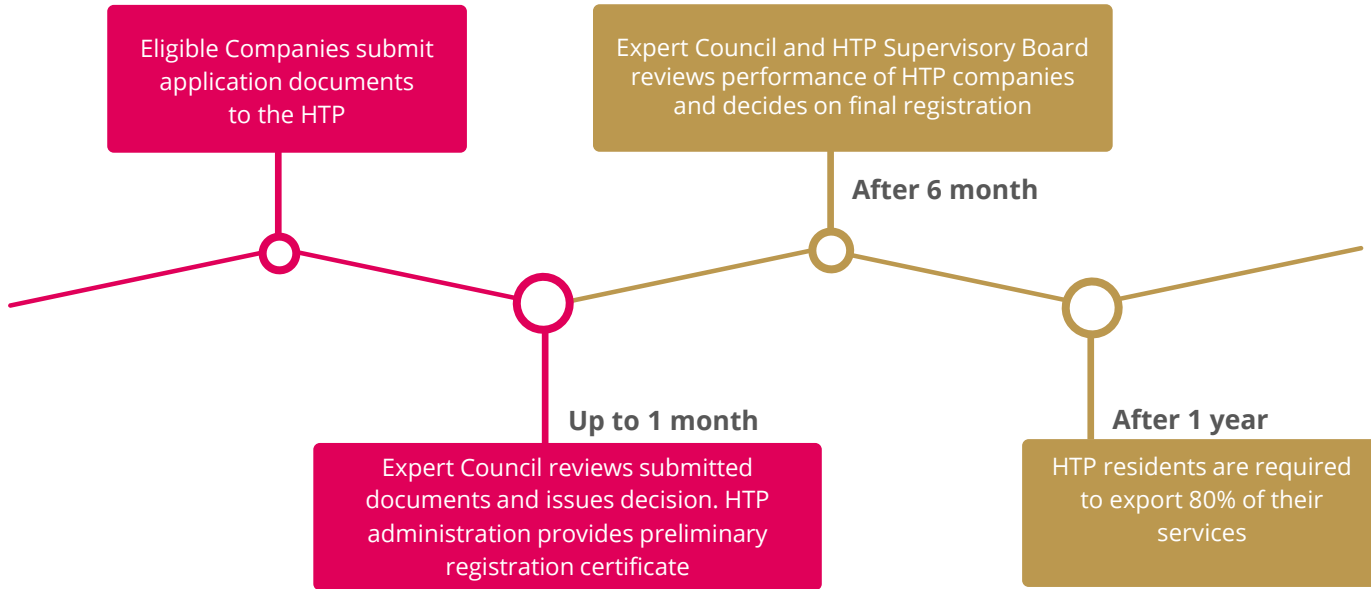 Eligible Companies submit
application documents
to the HTP
Up to 1 month
Expert Council reviews submitted
documents and issues decision. HTP
administration provides preliminary
registration certificate
Expert Council and HTP Supervisory Board
reviews performance of HTP companies
and decides on final registration
After 6 month
After 1 year
HTP residents are required
to export 80% of their
services